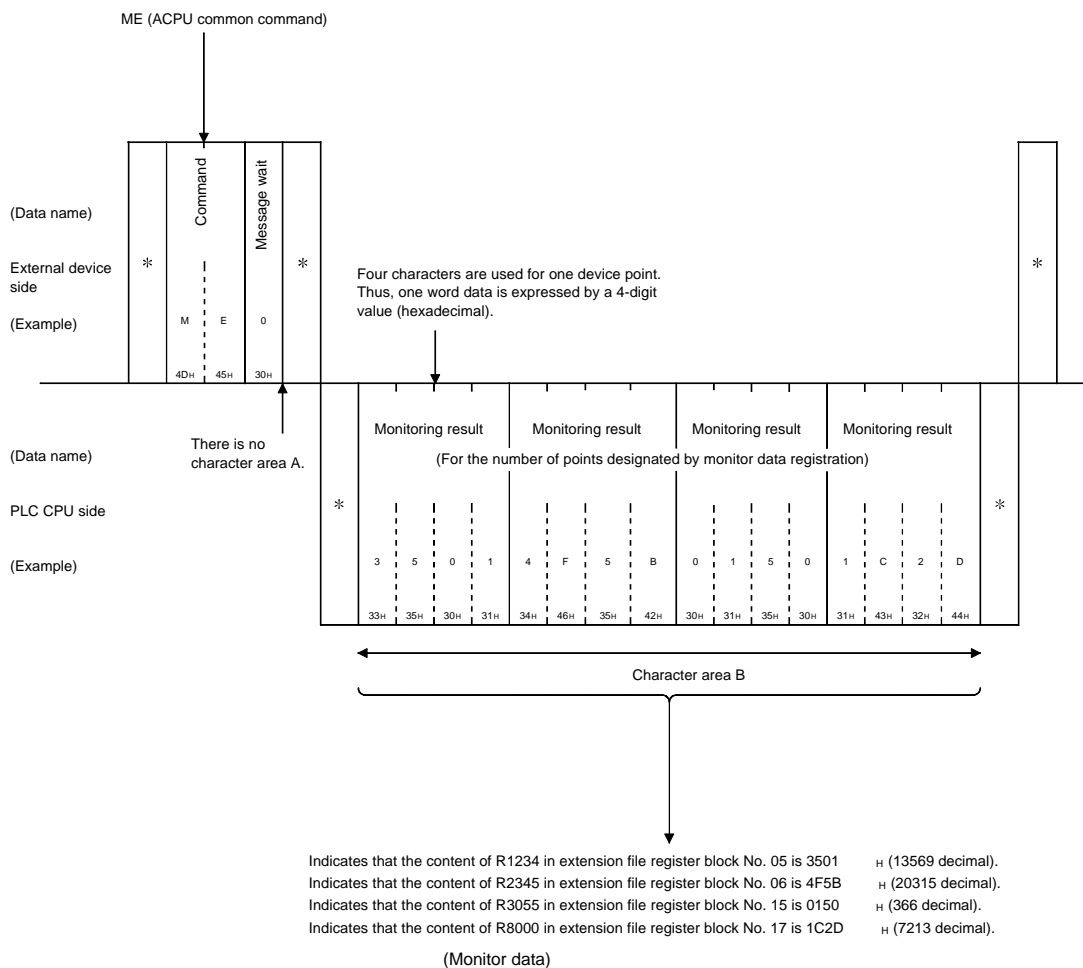 ME (ACPU common command)
Command
Message wait
(Data name)
External device
side
* * *
(Example)
M E 0
4DH 45H 30H
Four characters are used for one device point.
Thus, one word data is expressed by a 4-digit
value (hexadecimal).
There is no
character area A.
(Data name)
Monitoring result Monitoring result Monitoring result Monitoring result
(For the number of points designated by monitor data registration)
PLC CPU side
* *
(Example)
3 5 0 1 4 F 5 B 0 1 5 0 1 C 2 D
33H 35H 30H 31H 34H 46H 35H 42H 30H 31H 35H 30H 31H 43H 32H 44H
Character area B
Indicates that the content of R1234 in extension file register block No. 05 is 3501 H (13569 decimal).
Indicates that the content of R2345 in extension file register block No. 06 is 4F5B H (20315 decimal).
Indicates that the content of R3055 in extension file register block No. 15 is 0150 H (366 decimal).
Indicates that the content of R8000 in extension file register block No. 17 is 1C2D H (7213 decimal).
(Monitor data)